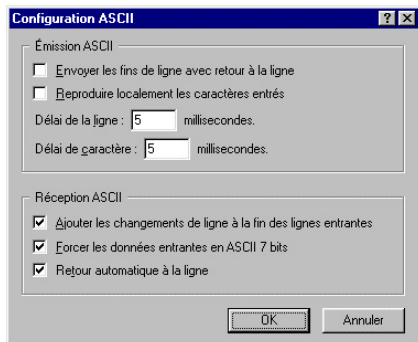 Configuration ASCII
Émission ASCII
Envoyer les fins de ligne avec retour à la ligne
Reproduire localement les caractères entrés
Délai de la ligne : 5 millisecondes.
Délai de caractère : 5 millisecondes.
Réception ASCII
Ajouter les changements de ligne à la fin des lignes entrantes
Forcer les données entrantes en ASCII 7 bits
Retour automatique à la ligne
OK Annuler